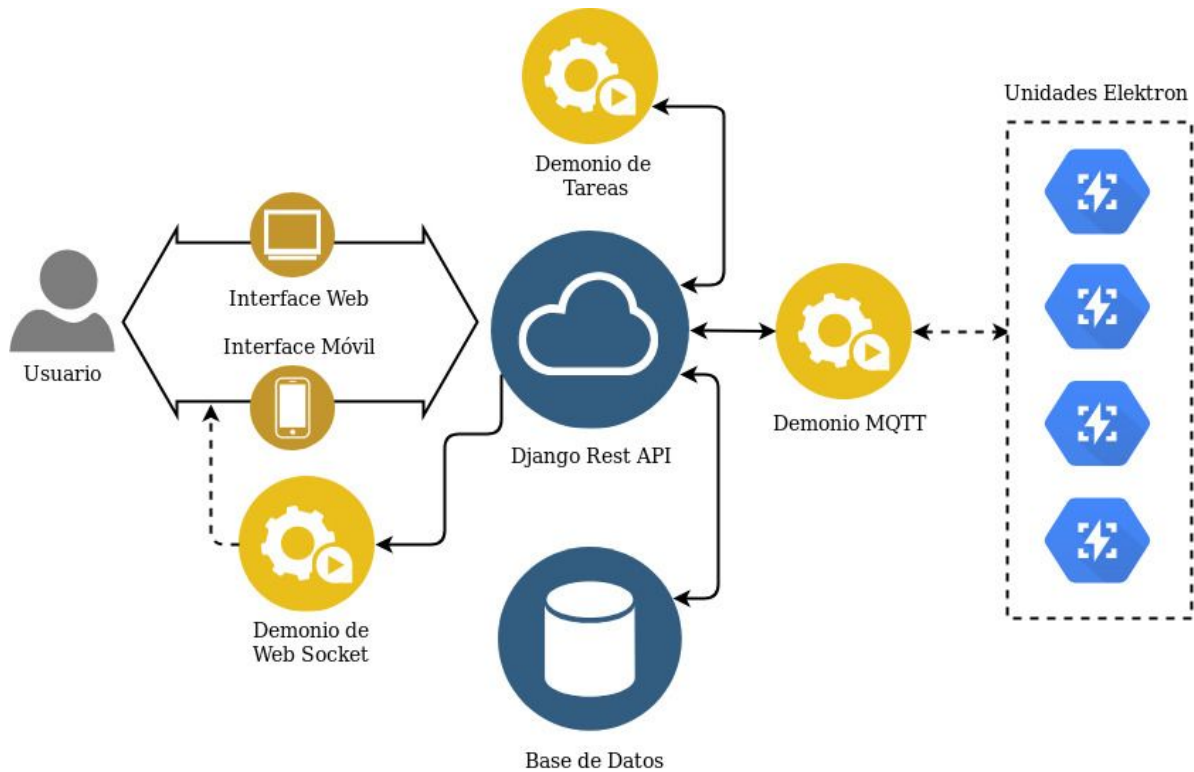 Unidades Elektron
Demonio de
Tareas
Interface Web
Interface Móvil
Usuario
Demonio MQTT
Django Rest API
Demonio de
Web Socket
Base de Datos